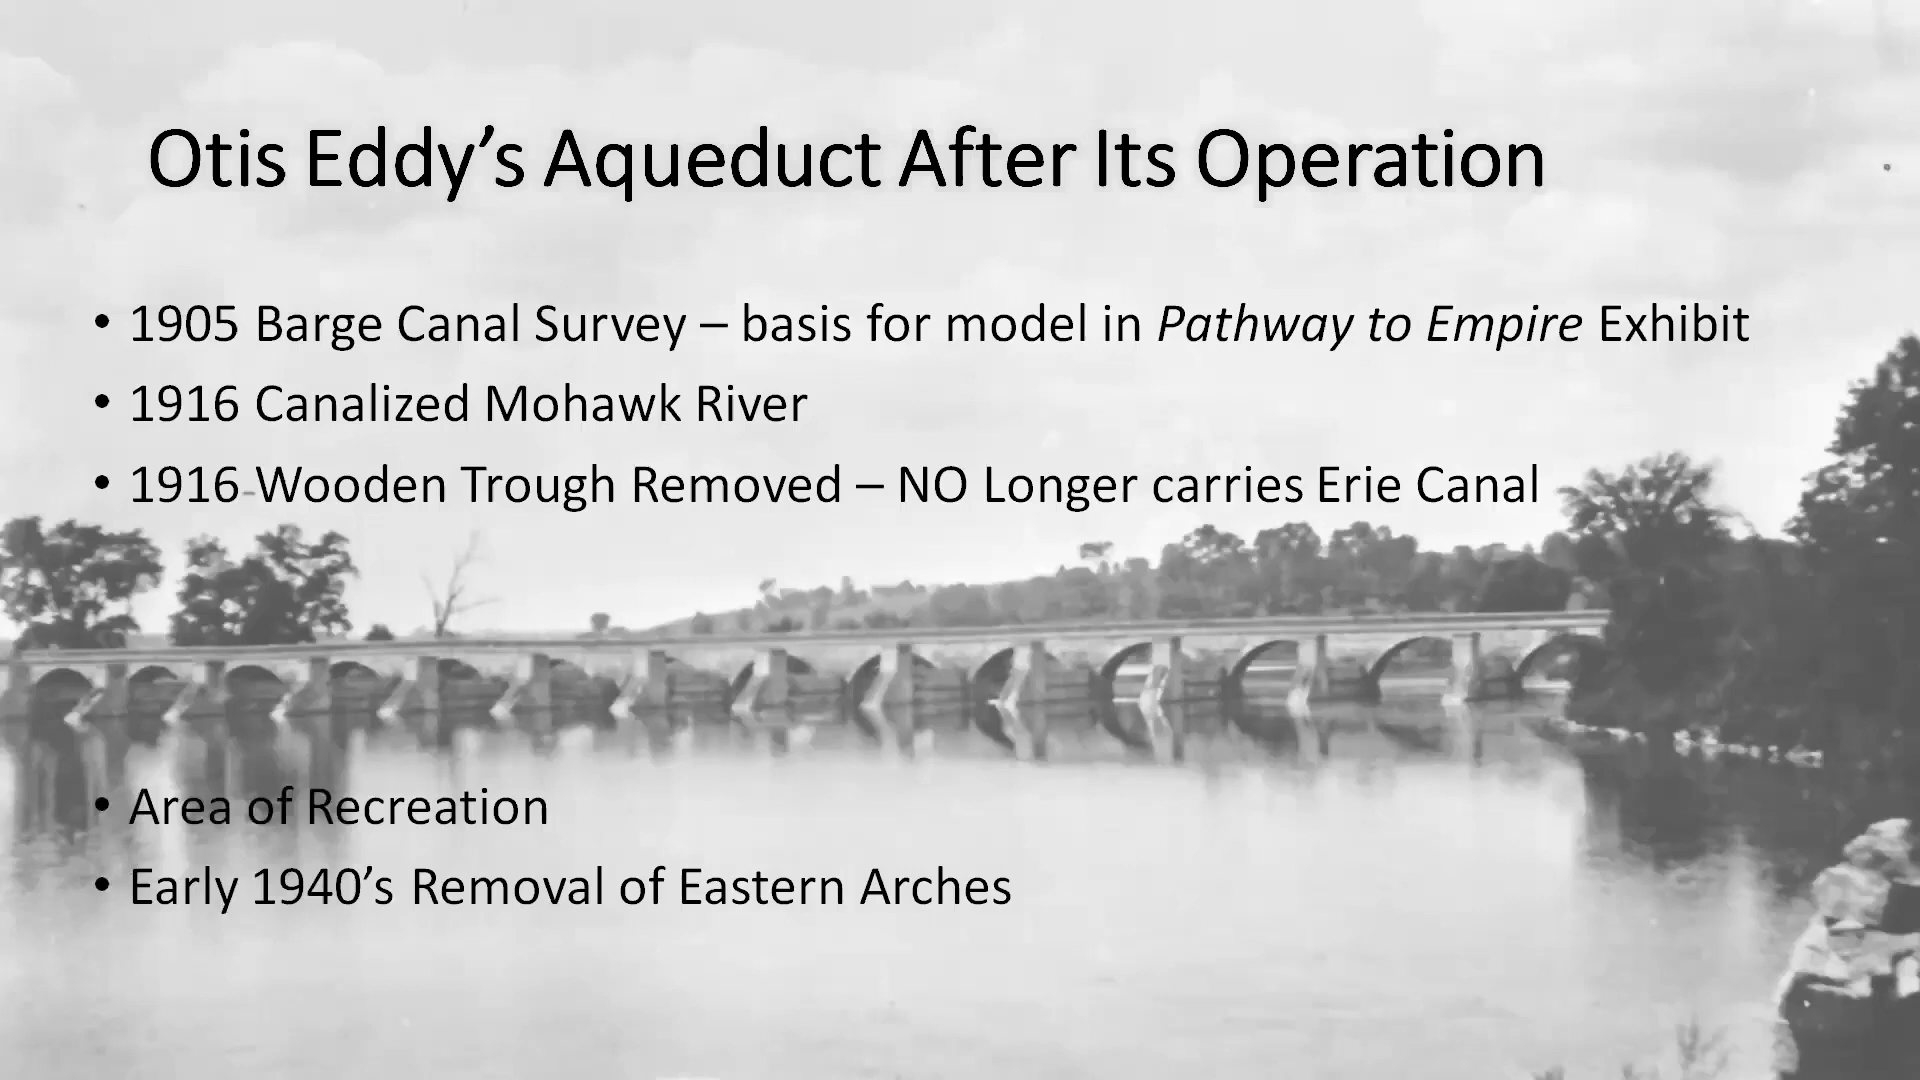 Otis Eddy’s Aqueduct After Its Operation
• 1905 Barge Canal Survey – basis for model in Pathway to Empire Exhibit
• 1916 Canalized Mohawk River
• 1916-Wooden Trough Removed – NO Longer carries Erie Canal
• Area of Recreation
• Early 1940’s Removal of Eastern Arches